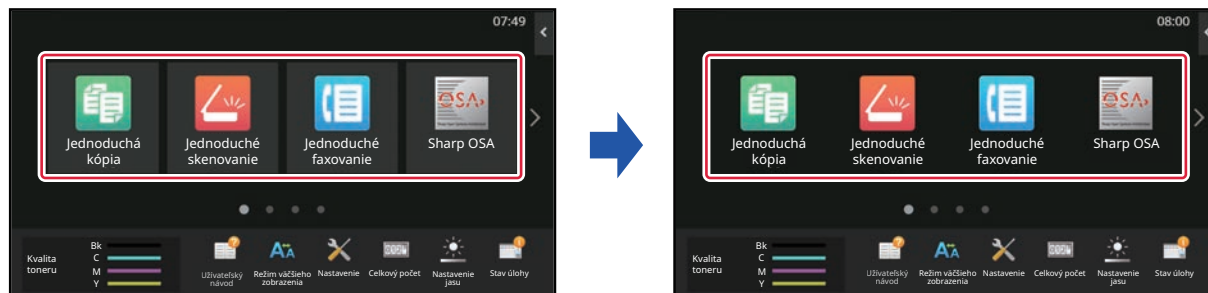 07:49
Jednoduchá
kópia
Jednoduché
skenovanie
Jednoduché
faxovanie
OSA
Sharp OSA
Kvalita
toneru
Bk
C
M
Y
Užívateľský
návod
Režim väčšieho
zobrazenia
Nastavenie
Celkový počet
Nastavenie
jasu
Stav úlohy
08:00
Jednoduchá
kópia
Jednoduché
skenovanie
Jednoduché
faxovanie
OSA
Sharp OSA
Kvalita
toneru
Bk
C
M
Y
Užívateľský
návod
Režim väčšieho
zobrazenia
Nastavenie
Celkový počet
Nastavenie
jasu
Stav úlohy